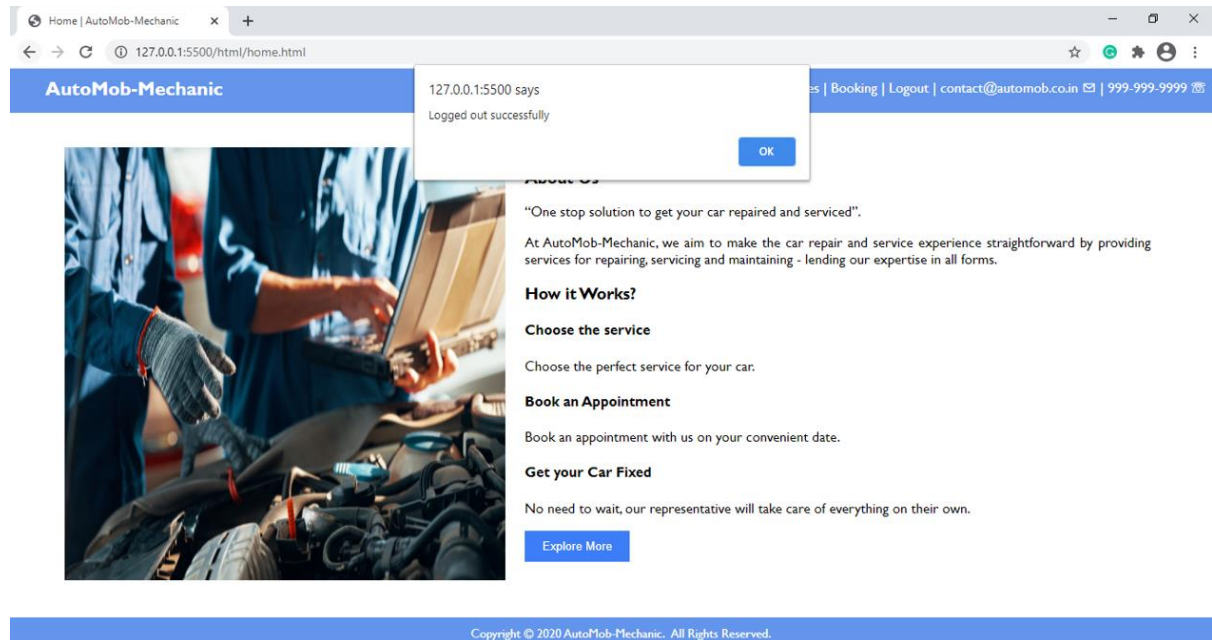 Home | AutoMob-Mechanic
127.0.0.1:5500/html/home.html
AutoMob-Mechanic
| Booking | Logout | contact@automob.co.in | 999-999-9999
127.0.0.1:5500 says
Logged out successfully
OK
About Us
“One stop solution to get your car repaired and serviced”.
At AutoMob-Mechanic, we aim to make the car repair and service experience straightforward by providing
services for repairing, servicing and maintaining - lending our expertise in all forms.
How it Works?
Choose the service
Choose the perfect service for your car.
Book an Appointment
Book an appointment with us on your convenient date.
Get your Car Fixed
No need to wait, our representative will take care of everything on their own.
Explore More
Copyright © 2020 AutoMob-Mechanic. All Rights Reserved.